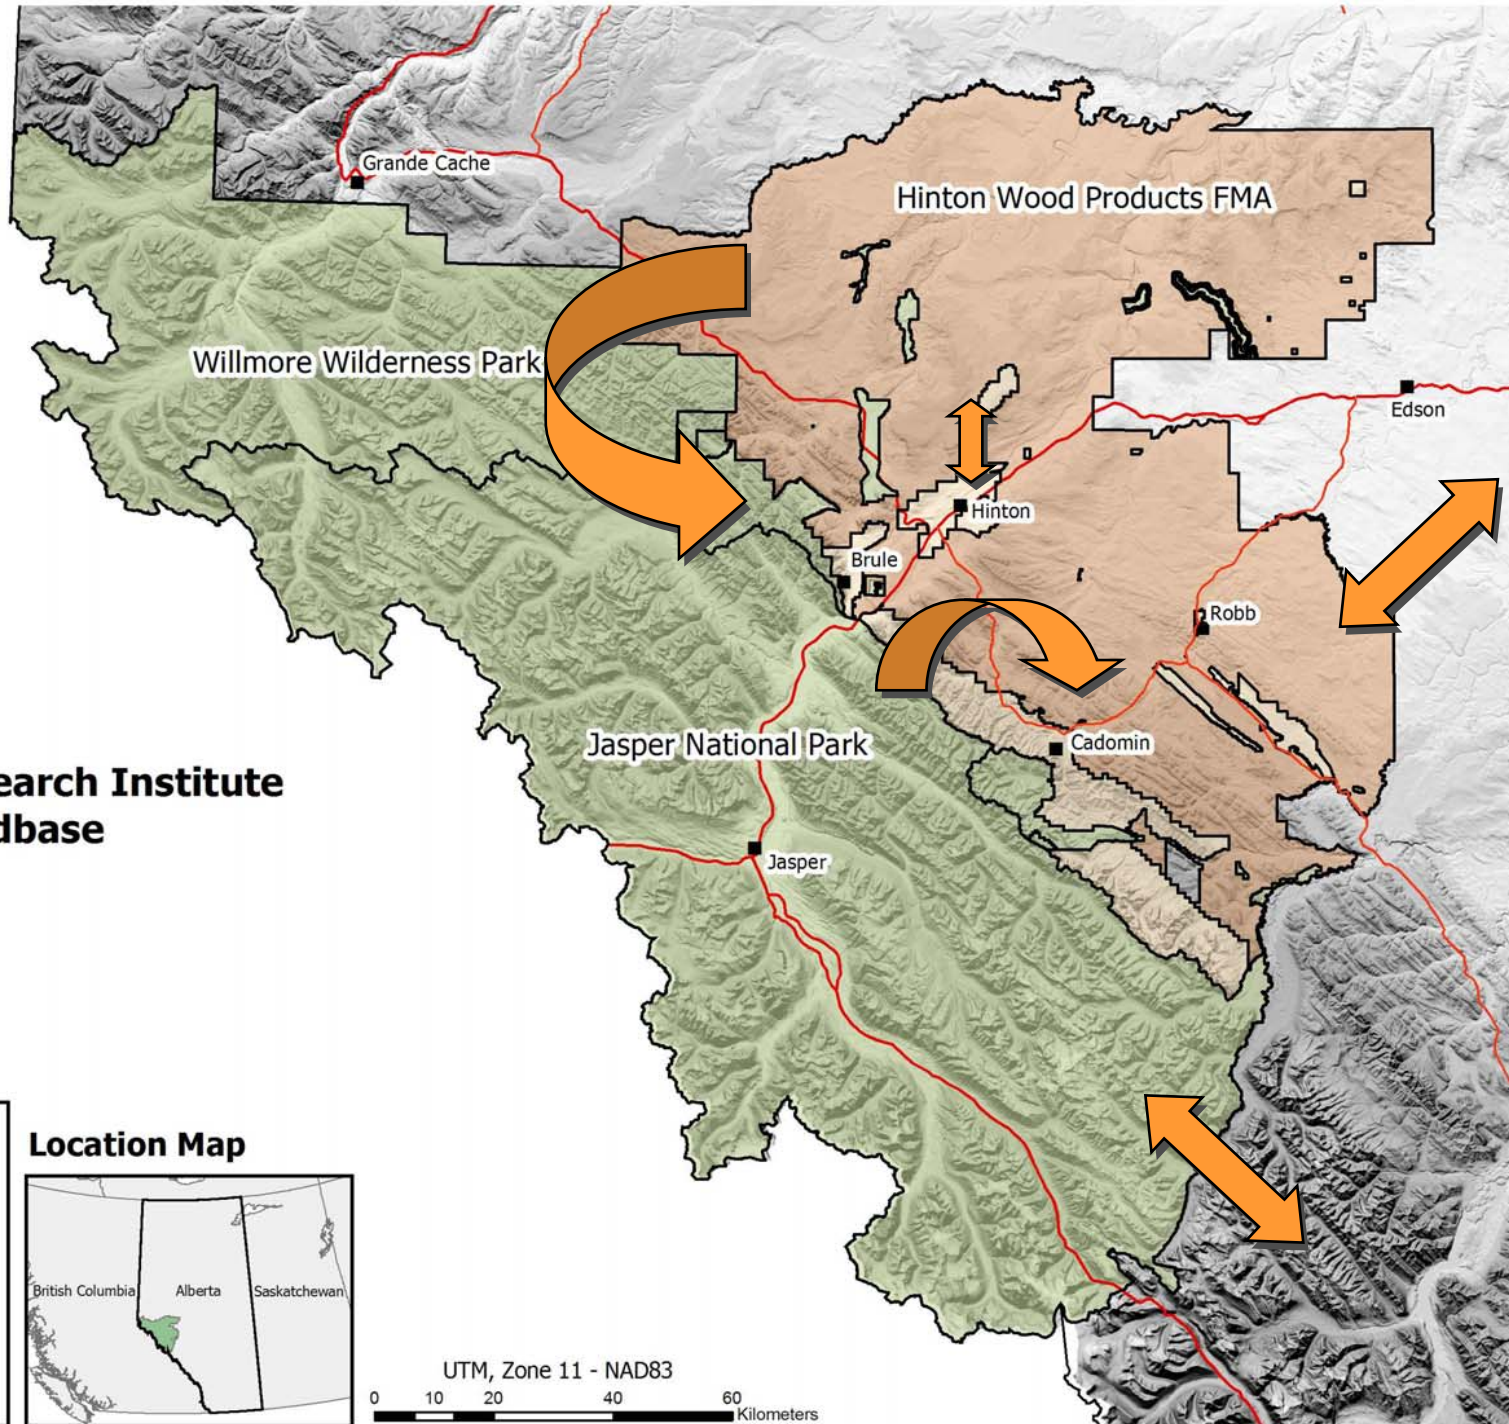 Grande Cache
Hinton Wood Products FMA
Willmore Wilderness Park
Edson
Hinton
Brule
Robb
Jasper National Park
Cadomin
earch Institute
dbase
Jasper
Location Map
British Columbia
Alberta
Saskatchewan
UTM, Zone 11 - NAD83
0 10 20 40 60
Kilometers